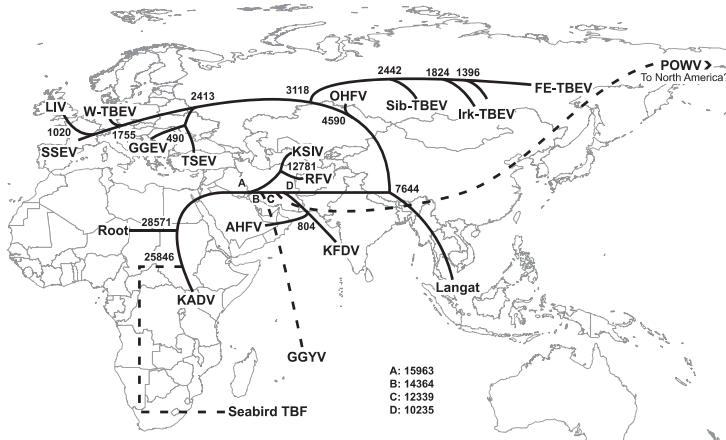 POWV
To North America
2442
1824
1396
FE-TBEV
3118
OHFV
2413
LIV
W-TBEV
Sib-TBEV
Irk-TBEV
4590
1020
1755
490
SSEV
GGEV
TSEV
KSIV
12781
RFV
A
D
B
C
7644
28571
AHFV
804
Root
KFDV
25846
Langat
KADV
GGYV
A: 15963
B: 14364
C: 12339
D: 10235
Seabird TBF